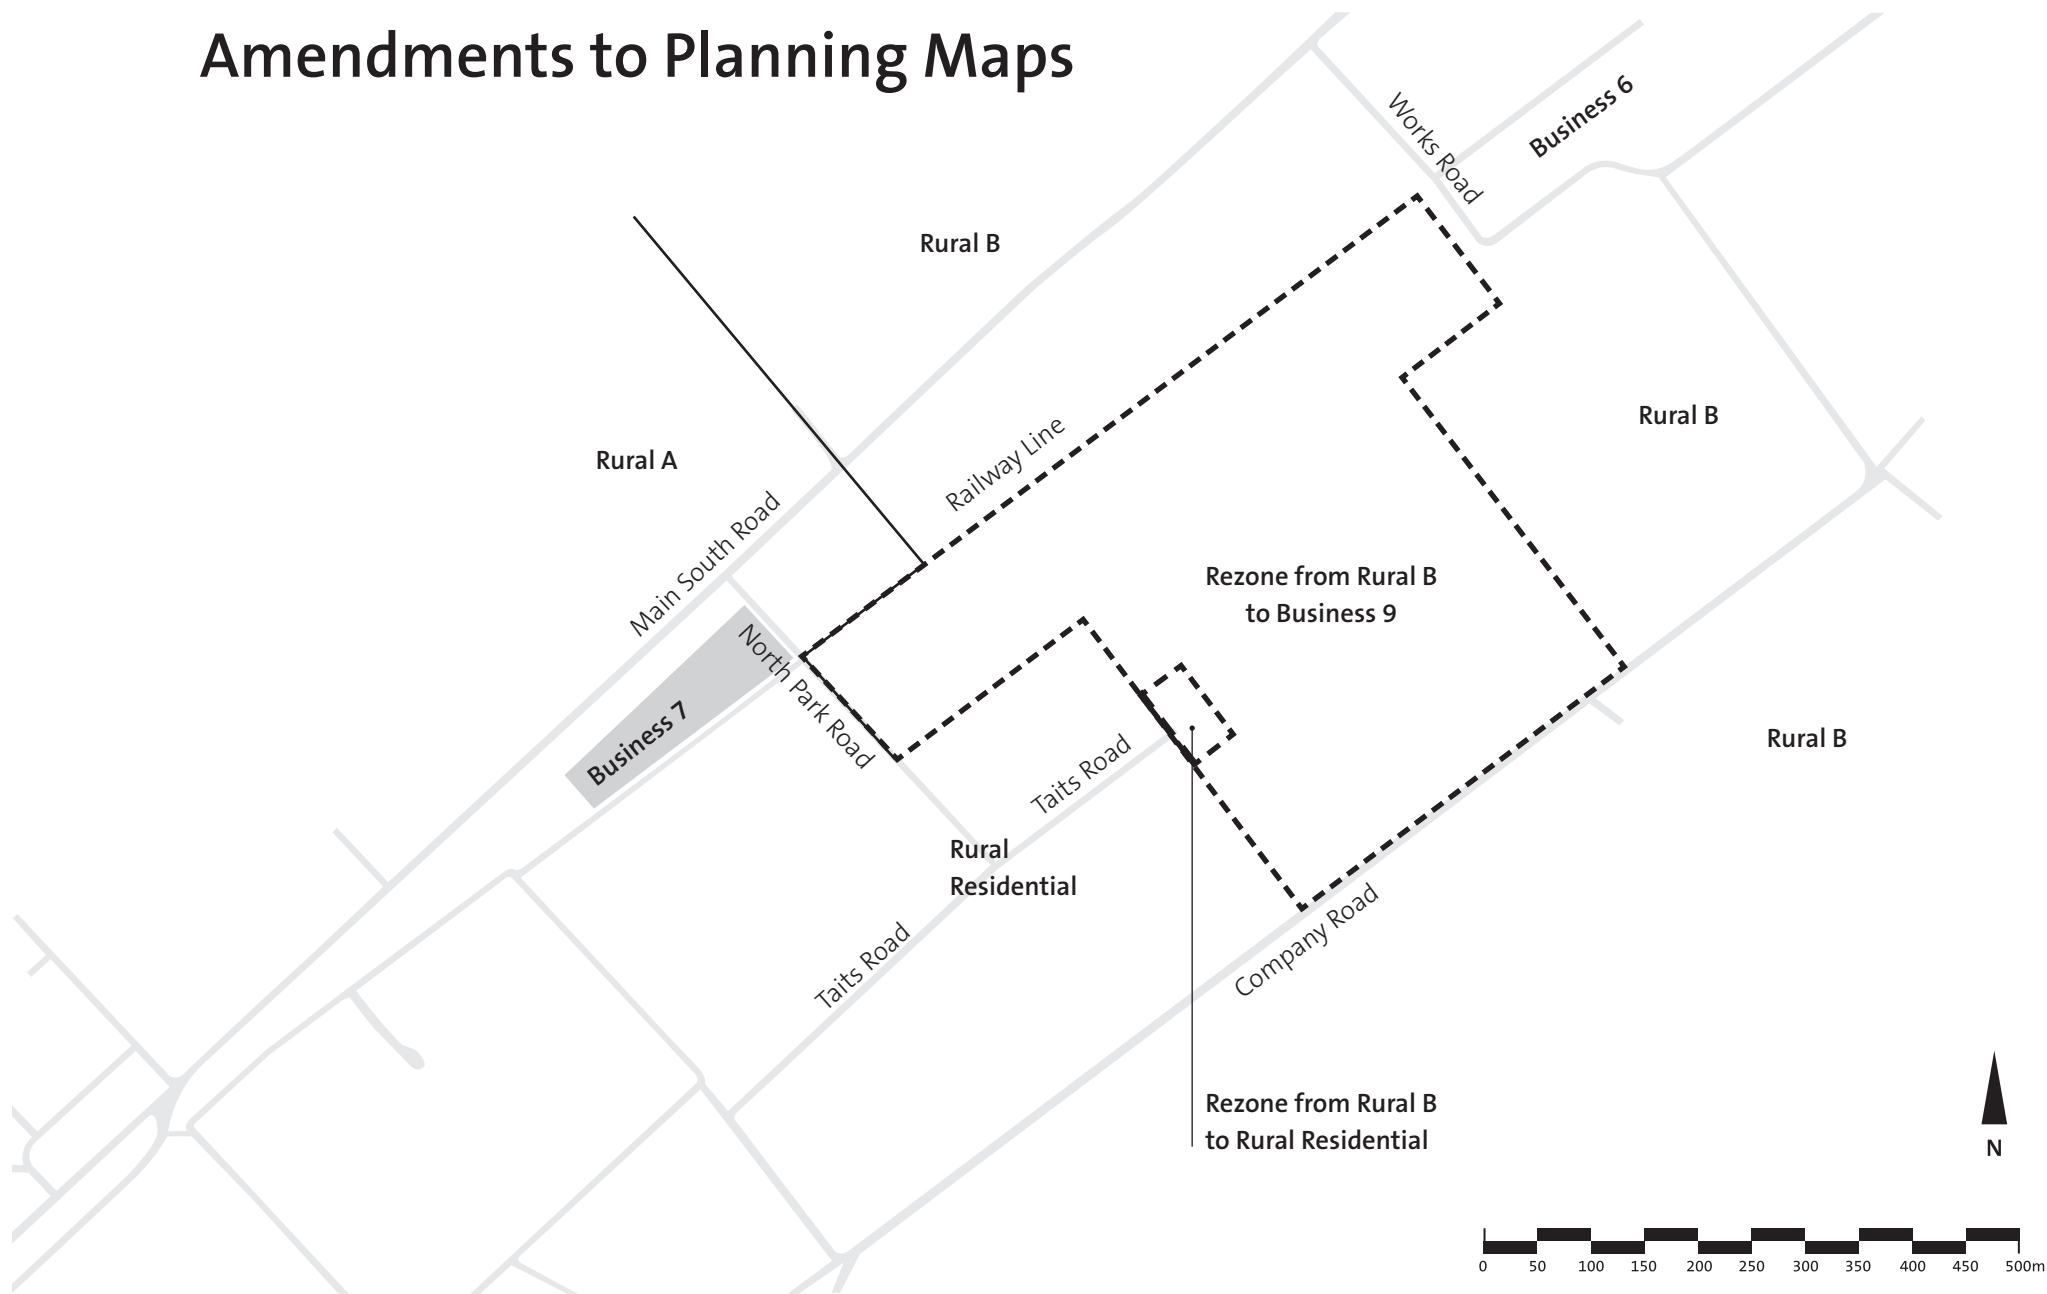 Amendments to Planning Maps
Works Road
Business 6
Rural B
Rural A
Railway Line
Rural B
Main South Road
Rezone from Rural B
to Business 9
North Park Road
Business 7
Taits Road
Rural B
Rural
Residential
Taits Road
Company Road
Rezone from Rural B
to Rural Residential
N
0 50 100 150 200 250 300 350 400 450 500m